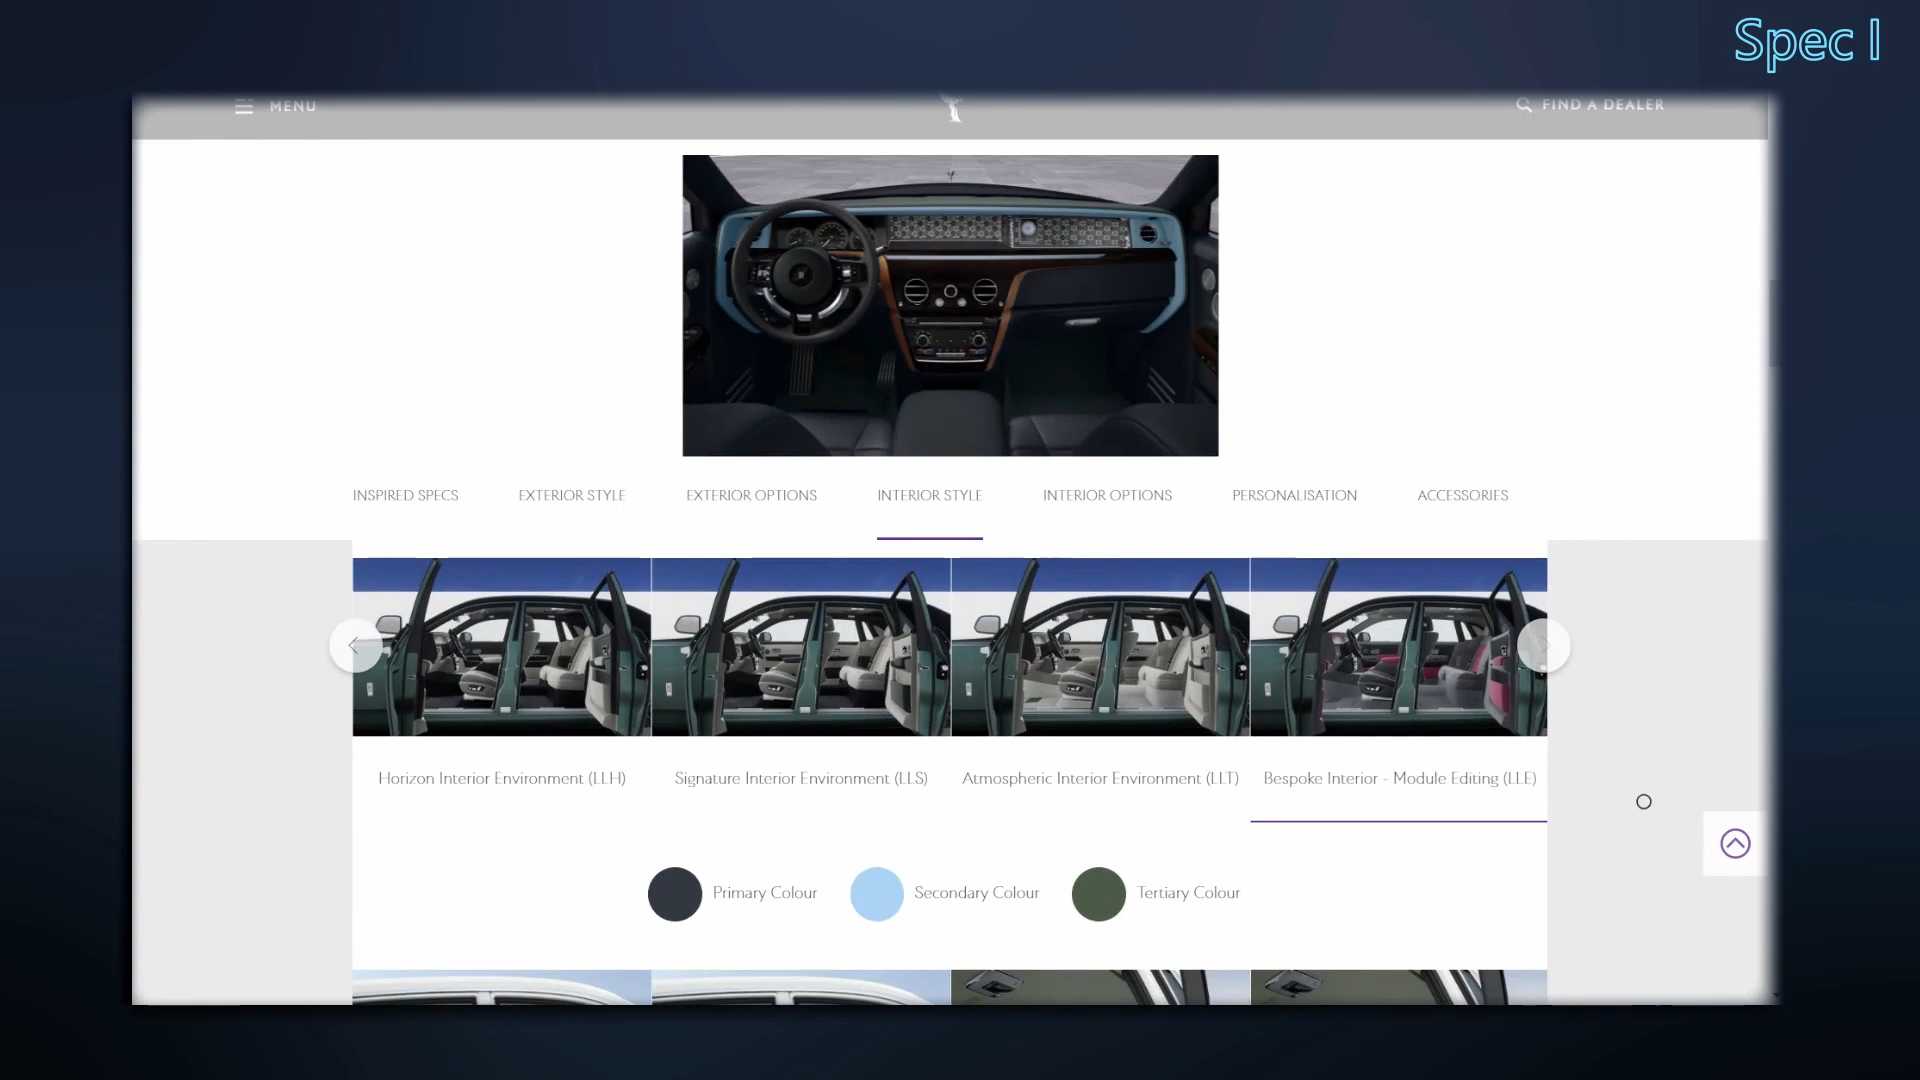 Spec I
MENU
FIND A DEALER
INSPIRED SPECS
EXTERIOR STYLE
EXTERIOR OPTIONS
INTERIOR STYLE
INTERIOR OPTIONS
PERSONALISATION
ACCESSORIES
Horizon Interior Environment (LLH)
Signature Interior Environment (LLS)
Atmospheric Interior Environment (LLT)
Bespoke Interior - Module Editing (LLE)
Primary Colour
Secondary Colour
Tertiary Colour